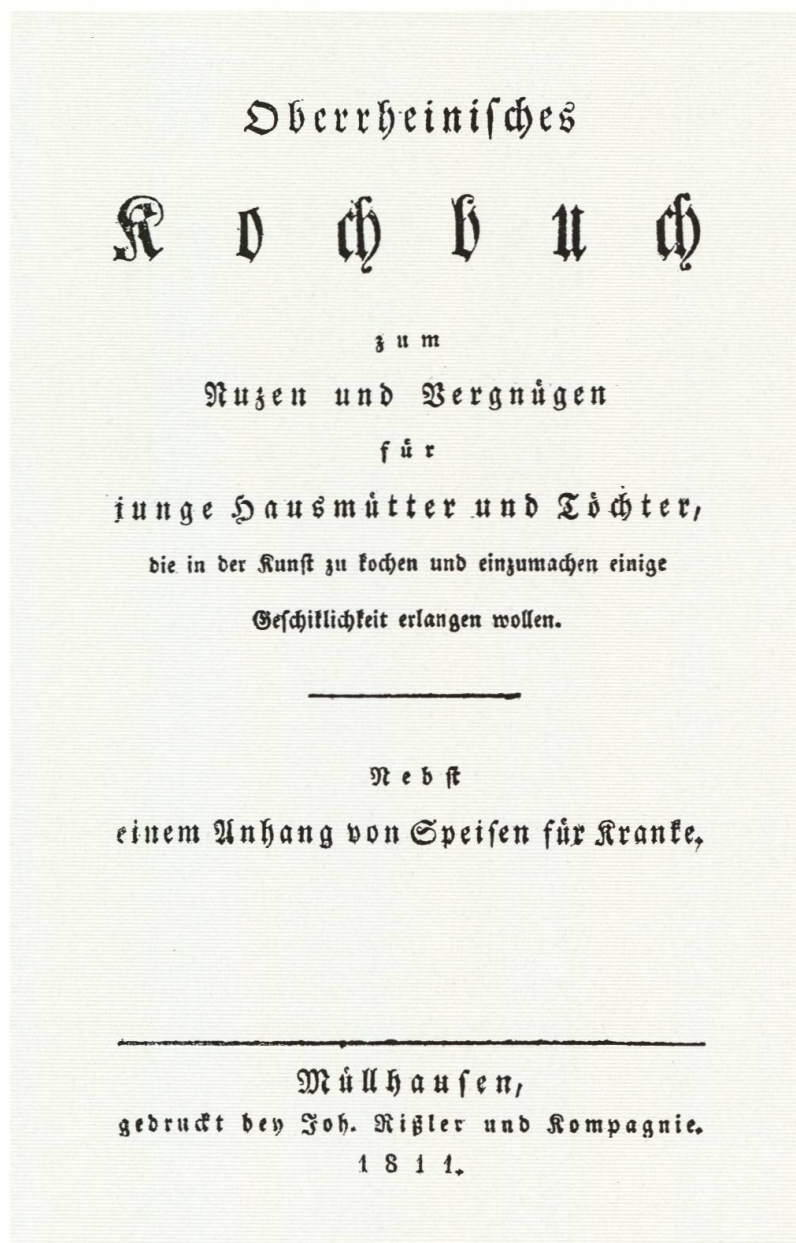 Oberrheinisches
Kochbuch
zum
Nuzen und Vergnügen
für
junge Hausmütter und Töchter,
die in der Kunst zu kochen und einzumachen einige
Geschiklichkeit erlangen wollen.
Nebst
einem Anhang von Speisen für Kranke.
Müllhausen,
gedruckt bey Joh. Rißler und Kompagnie.
1811.